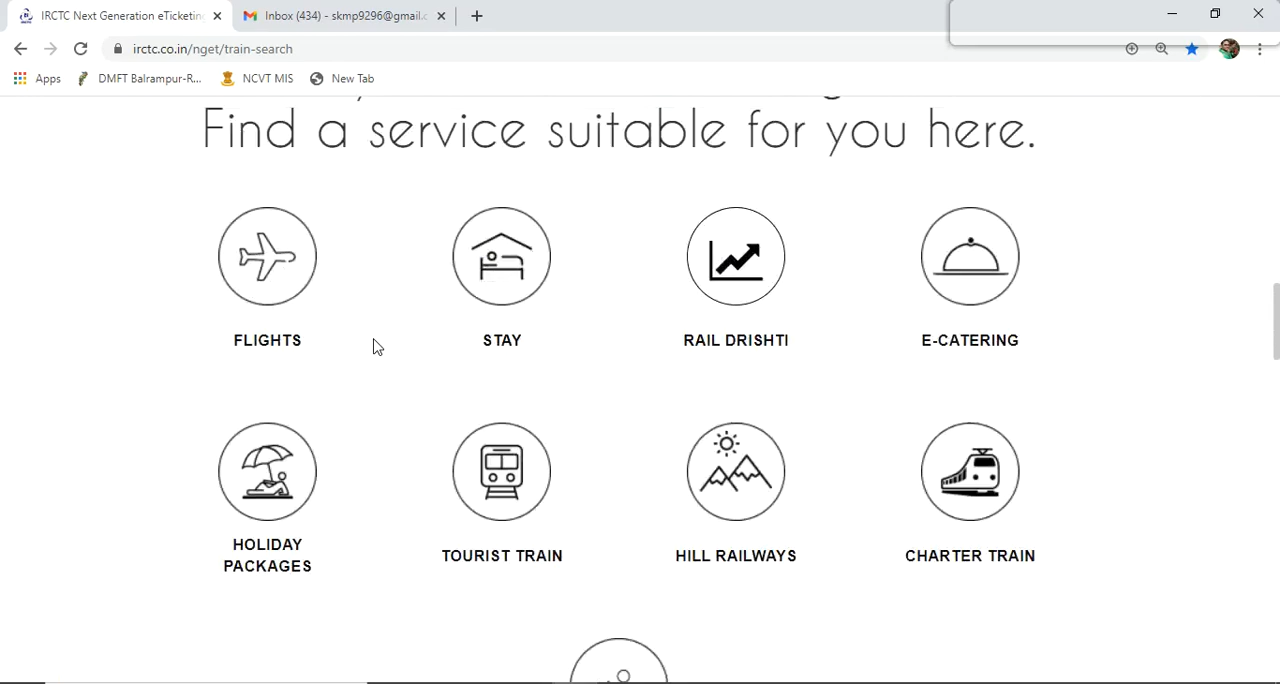 IRCTC Next Generation eTicketing
Inbox (434) - skmp9296@gmail.c
irctc.co.in/nget/train-search
Apps
DMFT Balrampur-R...
NCVT MIS
New Tab
Find a service suitable for you here.
FLIGHTS
STAY
RAIL DRISHTI
E-CATERING
HOLIDAY
PACKAGES
TOURIST TRAIN
HILL RAILWAYS
CHARTER TRAIN